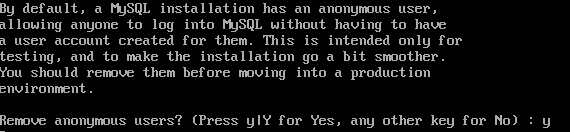 By default, a MySQL installation has an anonymous user,
allowing anyone to log into MySQL without having to have
a user account created for them. This is intended only for
testing, and to make the installation go a bit smoother.
You should remove them before moving into a production
environment.
Remove anonymous users? (Press y|Y for Yes, any other key for No) : y